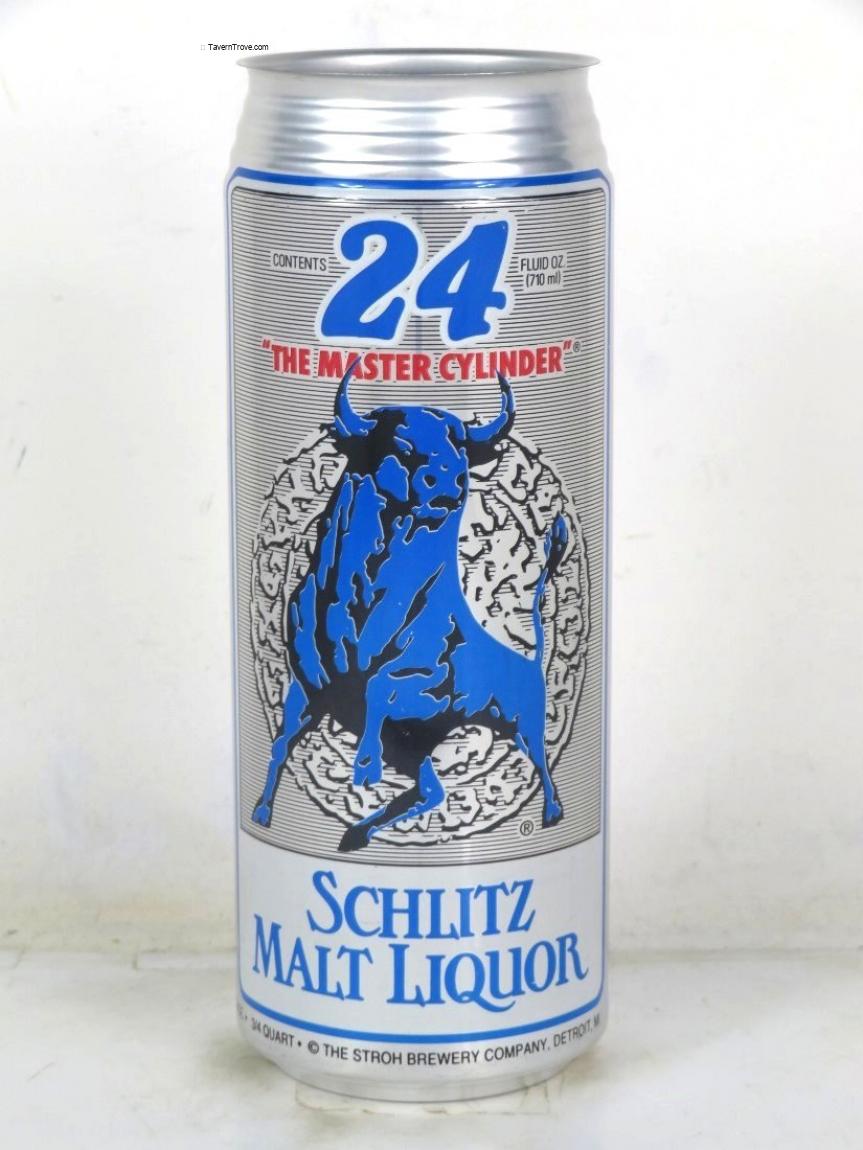 TavernTrove.com
CONTENTS 24 FLUID OZ.
(710 ml)
"THE MASTER CYLINDER"®
®
SCHLITZ
MALT LIQUOR
• 3/4 QUART • © THE STROH BREWERY COMPANY, DETROIT, MI